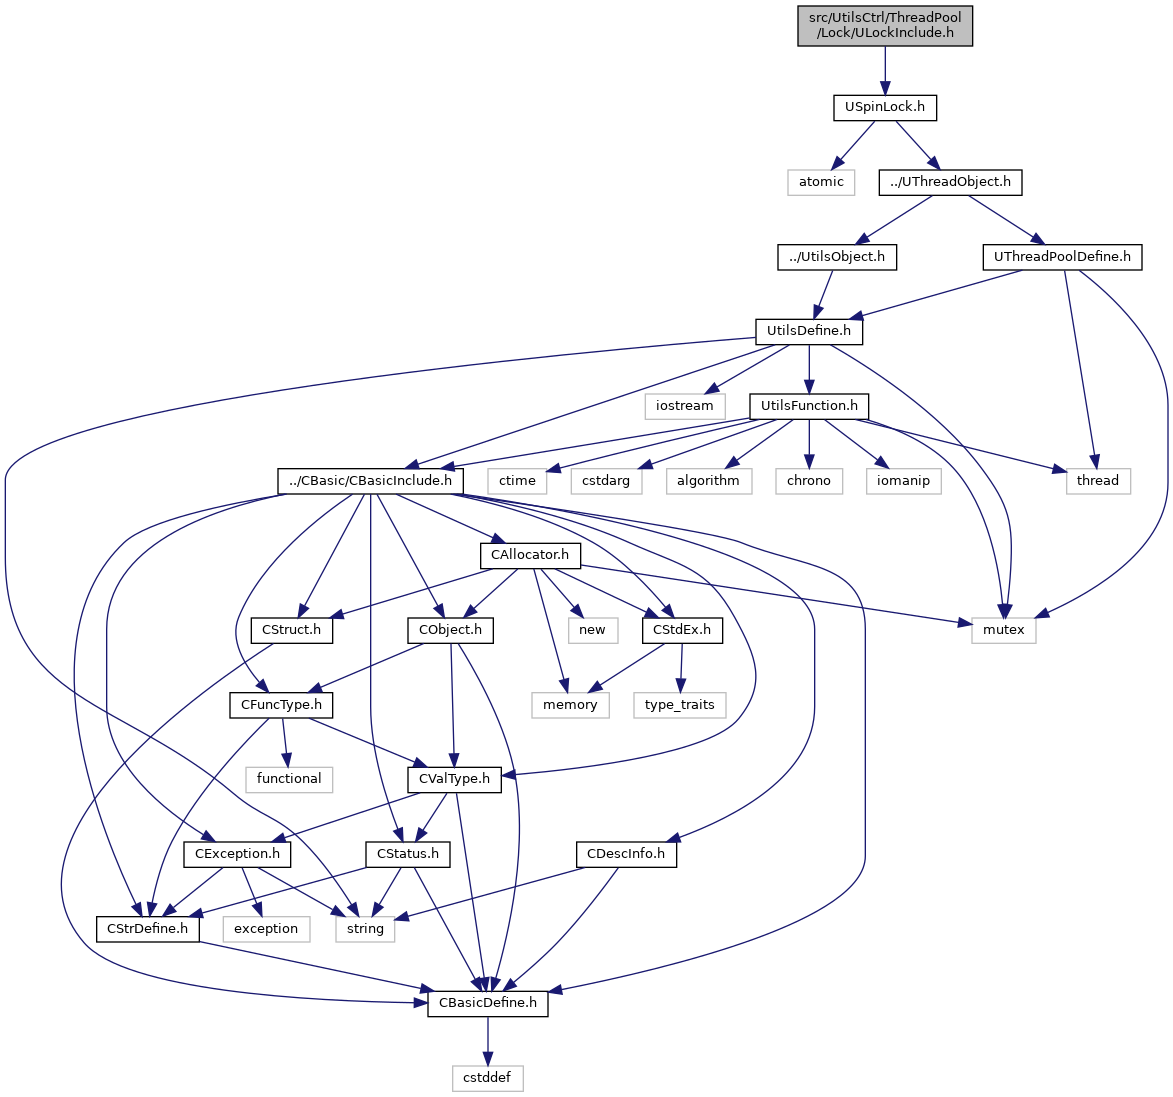 src/UtilsCtrl/ThreadPool
/Lock/ULockInclude.h
USpinLock.h
atomic
../UThreadObject.h
../UtilsObject.h
UThreadPoolDefine.h
UtilsDefine.h
iostream
UtilsFunction.h
../CBasic/CBasicInclude.h
ctime
cstdarg
algorithm
chrono
iomanip
thread
CAllocator.h
CStruct.h
CObject.h
new
CStdEx.h
mutex
CFuncType.h
memory
type_traits
functional
CValType.h
CException.h
CStatus.h
CDescInfo.h
CStrDefine.h
exception
string
CBasicDefine.h
cstddef